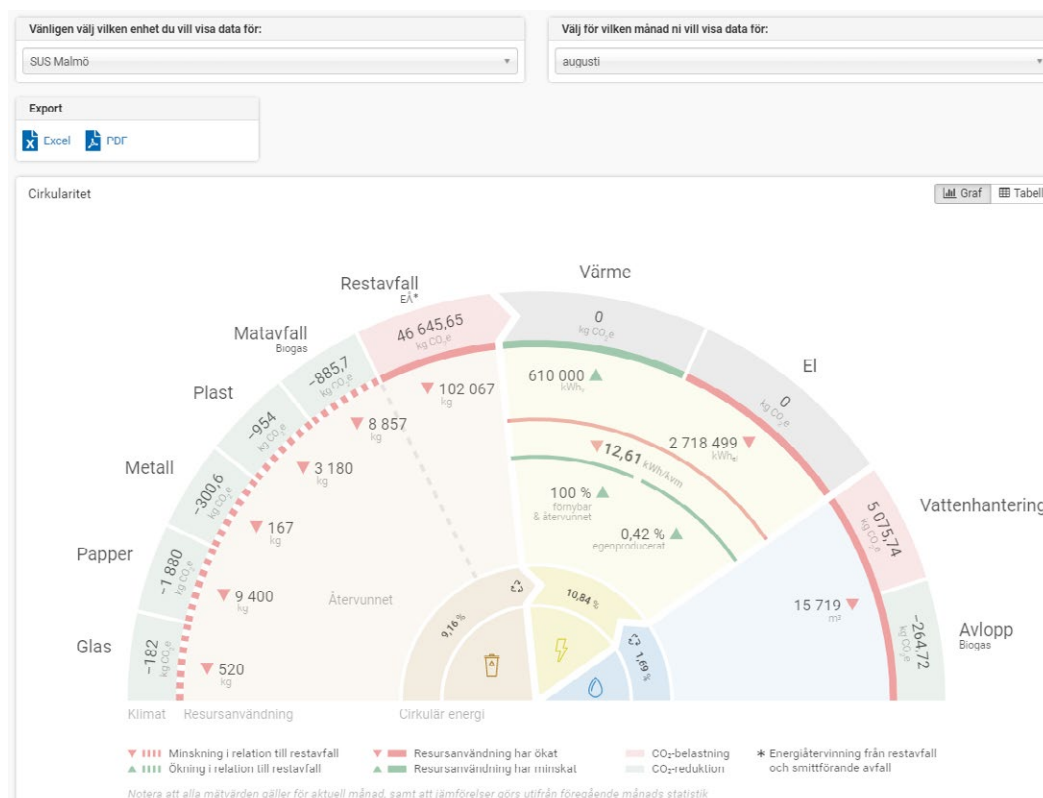 Vänligen välj vilken enhet du vill visa data för:
Välj för vilken månad ni vill visa data för:
SUS Malmö
augusti
Export
Excel
PDF
Cirkularitet
Graf
Tabell
Värme
0
kg CO₂e
Restavfall
EÅ*
46 645,65
kg CO₂e
Matavfall
Biogas
-885,7
kg CO₂e
El
0
kg CO₂e
Plast
-954
kg CO₂e
Metall
-300,6
kg CO₂e
Papper
-1 880
kg CO₂e
Glas
-182
kg CO₂e
Vattenhantering
5 075,74
kg CO₂e
Avlopp
Biogas
-264,72
kg CO₂e
102 067
kg
8 857
kg
3 180
kg
167
kg
9 400
kg
520
kg
Återvunnet
610 000
2 718 499
12,61 kWh/kvm
100 %
förnybar
& återvunnet
0,42 %
egenproducerat
15 719
m³
9,16 %
10,84 %
1,69 %
Klimat
Resursanvändning
Cirkulär energi
Minskning i relation till restavfall
Ökning i relation till restavfall
Resursanvändning har ökat
Resursanvändning har minskat
CO₂-belastning
CO₂-reduktion
* Energiåtervinning från restavfall
och smittförande avfall
Notera att alla mätvärden gäller för aktuell månad, samt att jämförelser görs utifrån föregående månads statistik